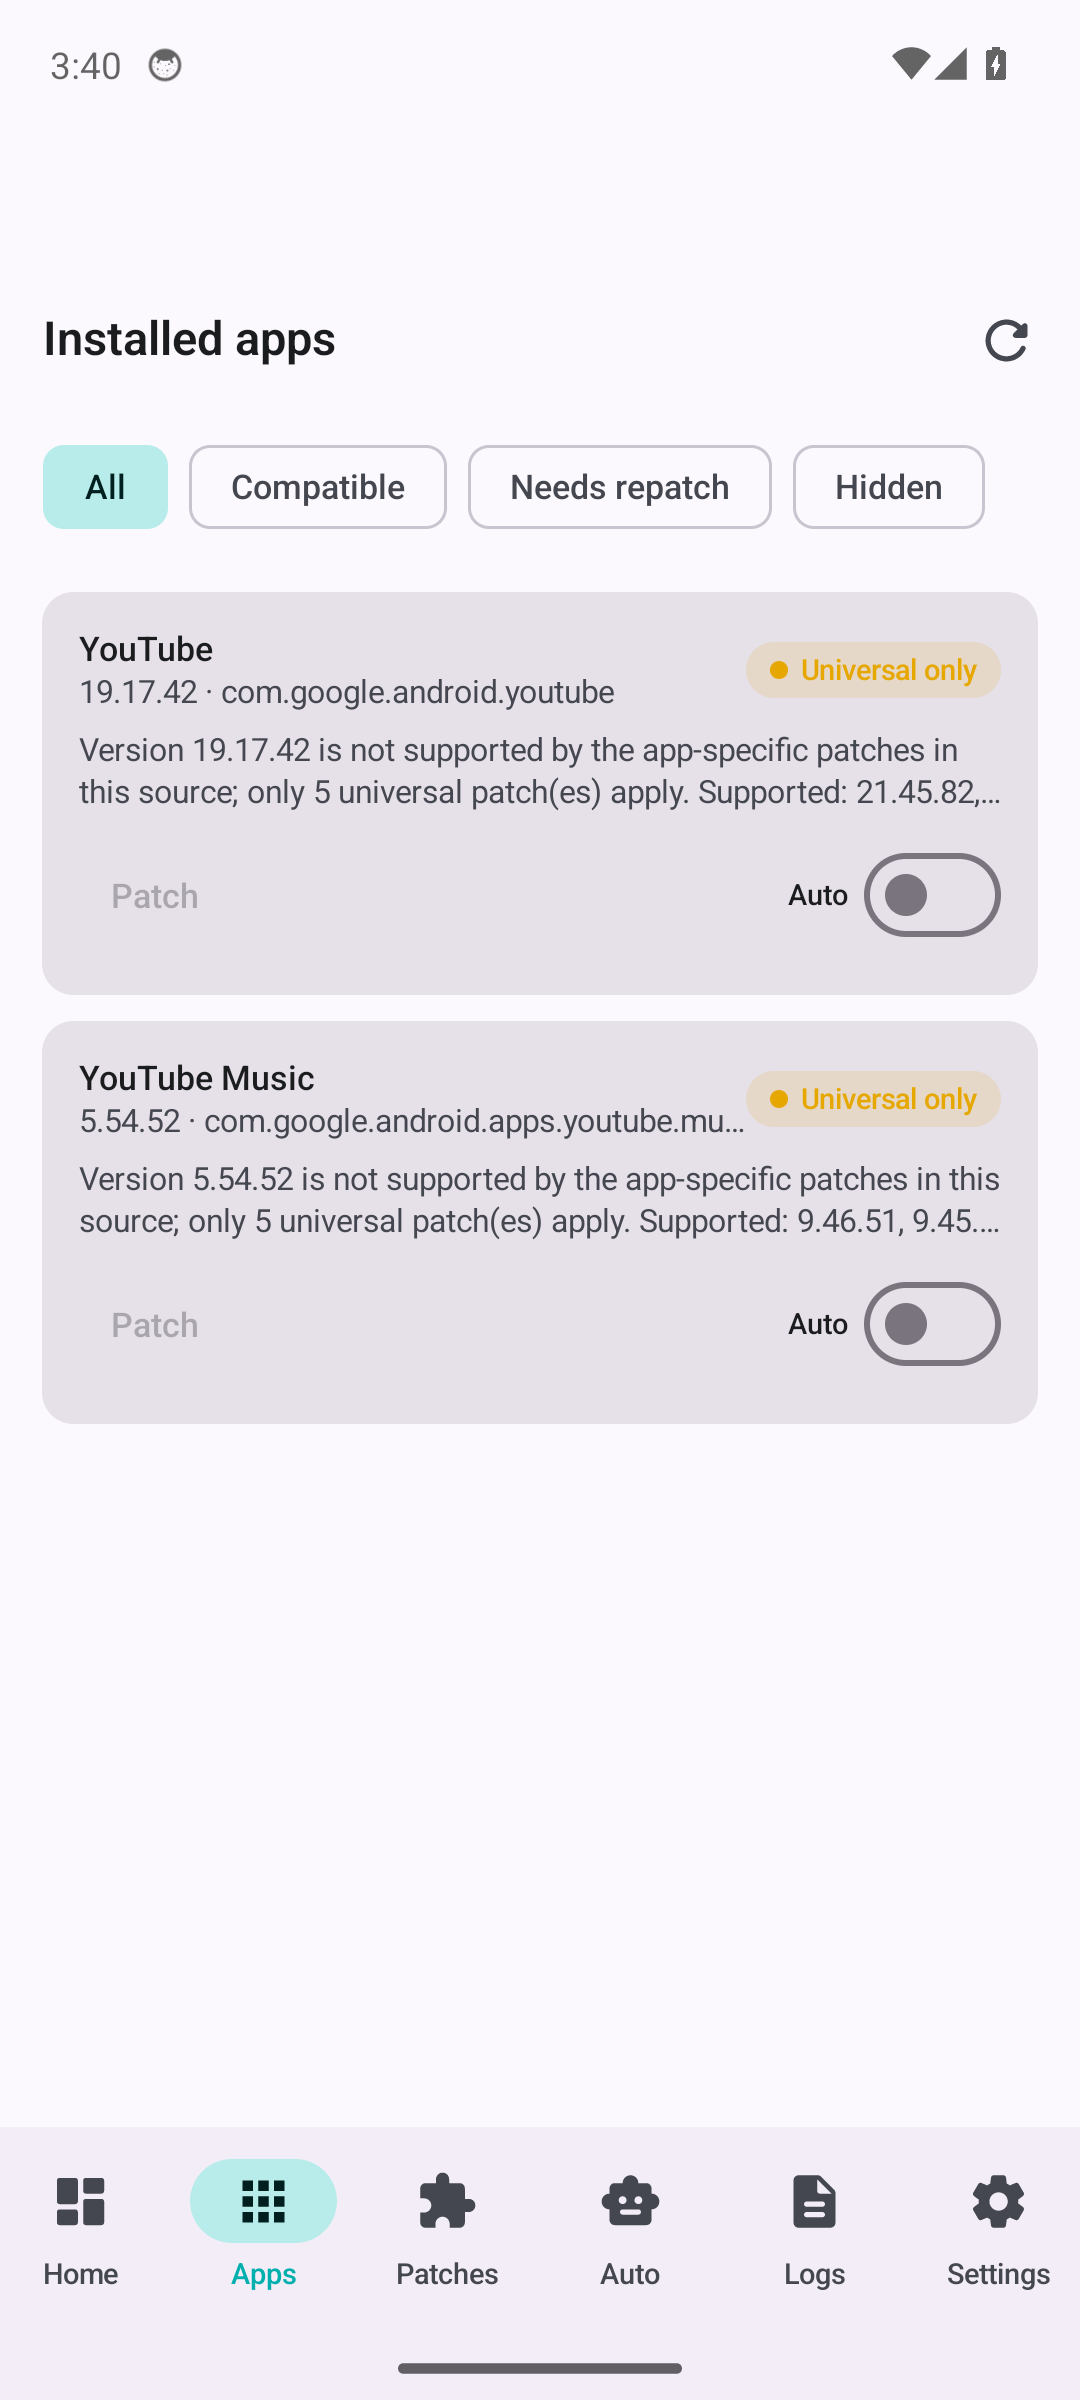 3:40
Installed apps
All
Compatible
Needs repatch
Hidden
YouTube
19.17.42 · com.google.android.youtube
Universal only
Version 19.17.42 is not supported by the app-specific patches in
this source; only 5 universal patch(es) apply. Supported: 21.45.82,...
Patch
Auto
YouTube Music
5.54.52 · com.google.android.apps.youtube.mu...
Universal only
Version 5.54.52 is not supported by the app-specific patches in this
source; only 5 universal patch(es) apply. Supported: 9.46.51, 9.45....
Patch
Auto
Home
Apps
Patches
Auto
Logs
Settings